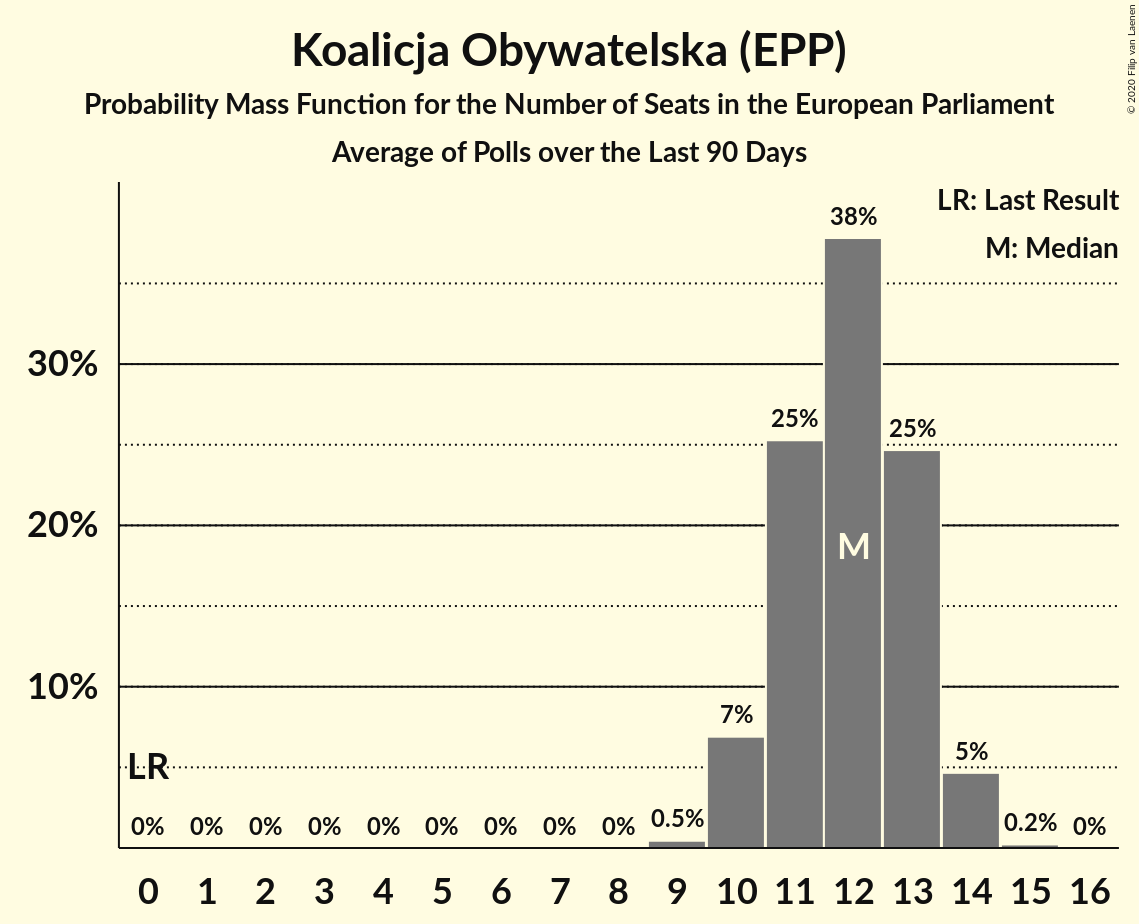 Koalicja Obywatelska (EPP)
Probability Mass Function for the Number of Seats in the European Parliament
Average of Polls over the Last 90 Days
© 2020 Filip van Laenen
LR: Last Result
M: Median
38%
30%
25%
25%
20%
M
10%
7%
LR
5%
0%
0%
0%
0%
0%
0%
0%
0%
0%
0.5%
0.2%
0%
0 1 2 3 4 5 6 7 8 9 10 11 12 13 14 15 16